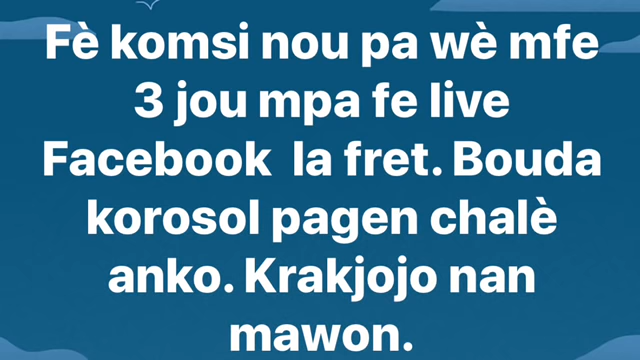 Fè komsi nou pa wè mfe
3 jou mpa fe live
Facebook  la fret. Bouda
korosol pagen chalè
anko. Krakjojo nan
mawon.